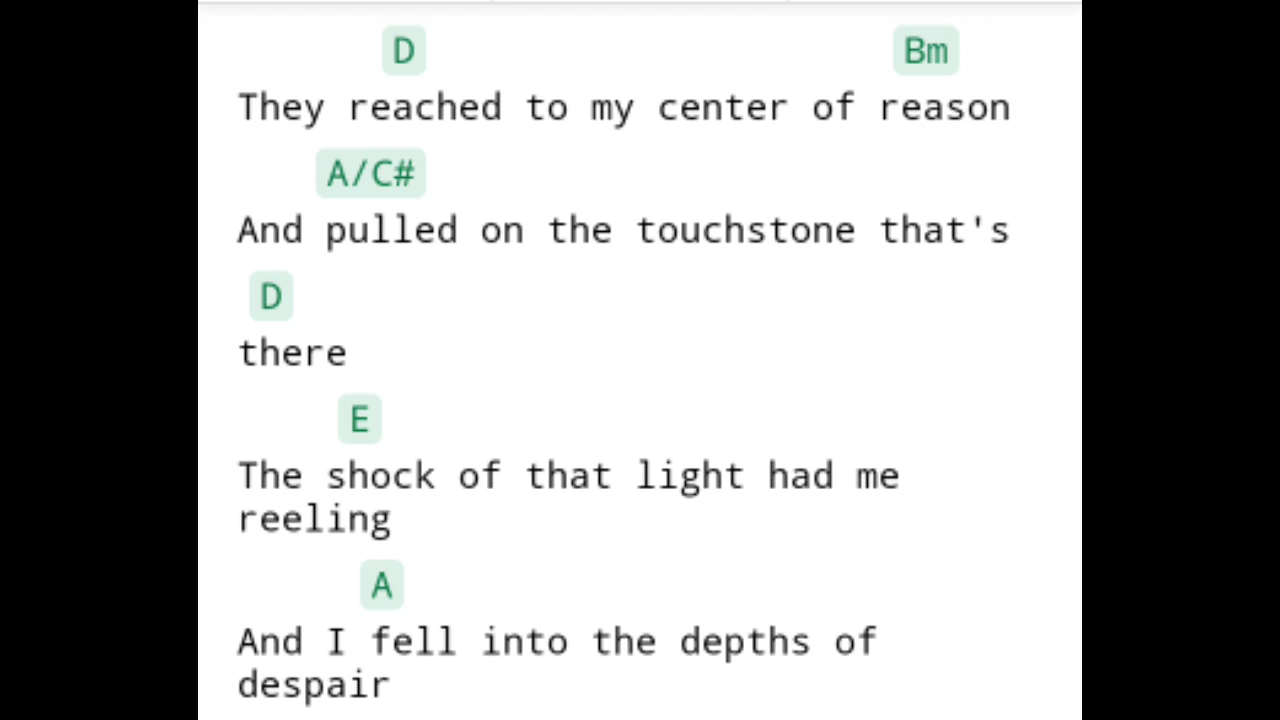 D Bm
They reached to my center of reason
A/C#
And pulled on the touchstone that's
D
there
E
The shock of that light had me
reeling
A
And I fell into the depths of
despair